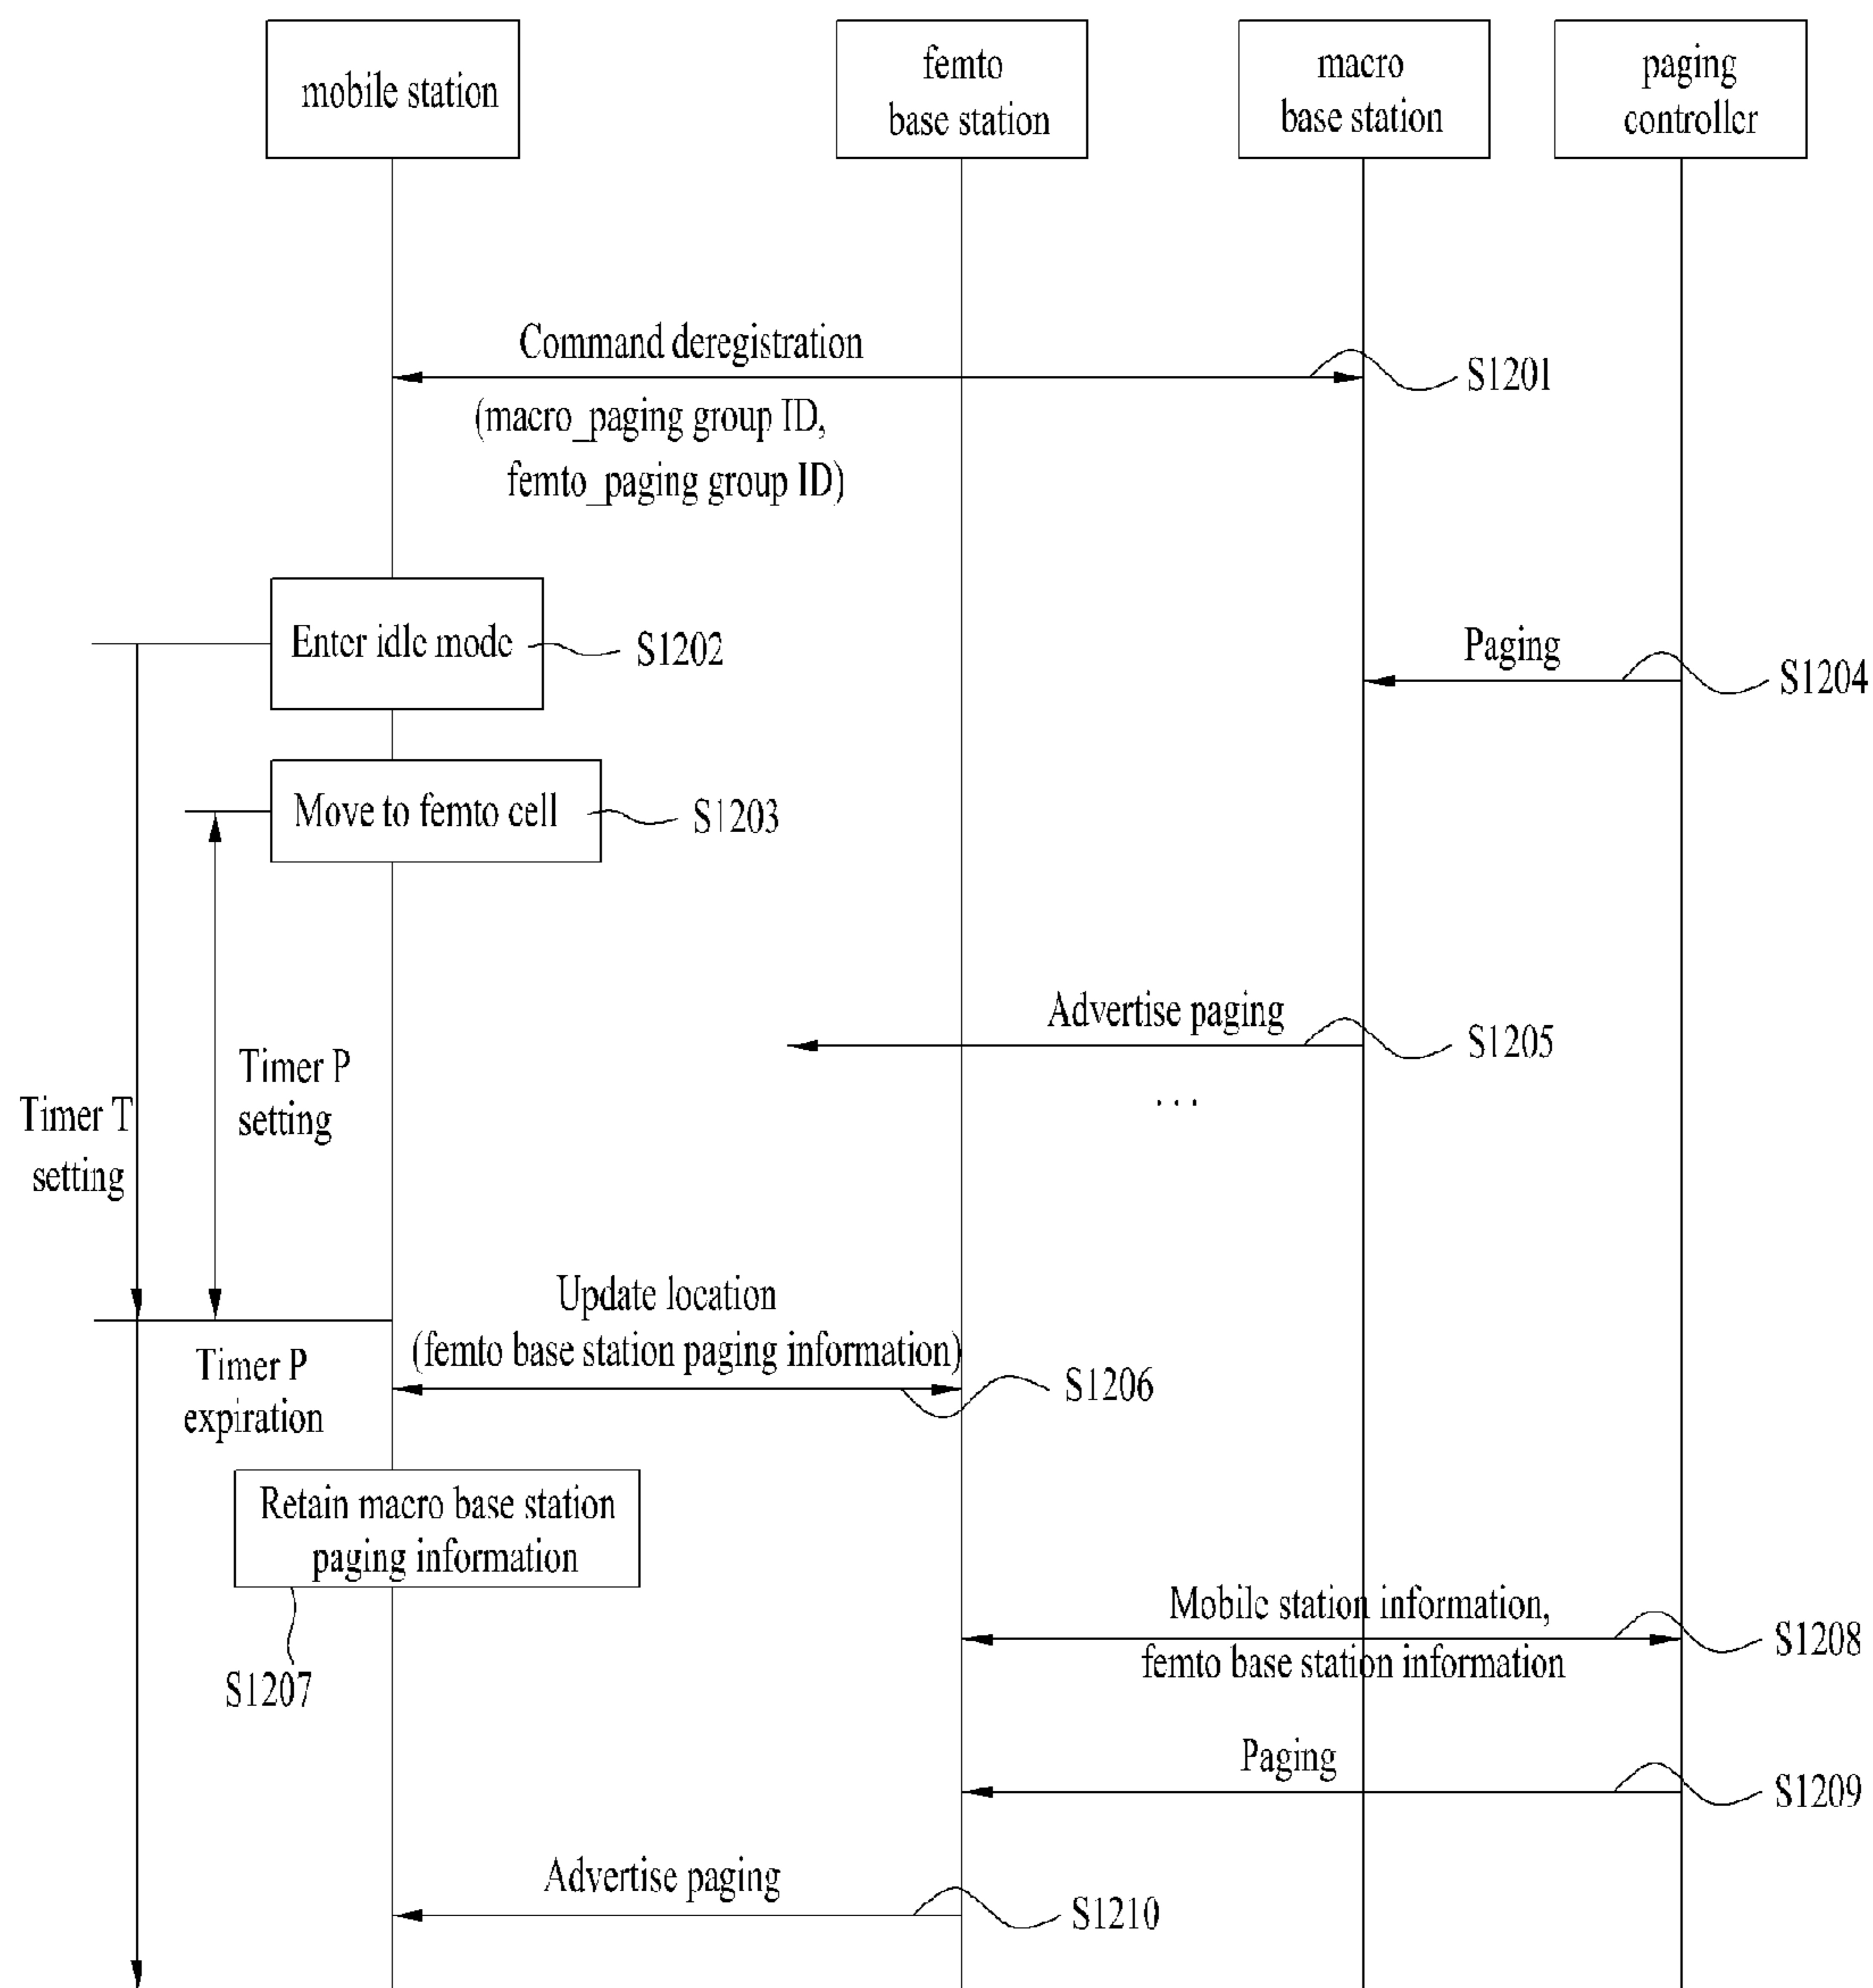 mobile station
femto
base station
macro
base station
paging
controller
Command deregistration
S1201
(macro_paging group ID,
femto_paging group ID)
Enter idle mode
S1202
Paging
S1204
Move to femto cell
S1203
Advertise paging
S1205
...
Timer P
setting
Timer T
setting
Update location
(femto base station paging information)
Timer P
expiration
S1206
Retain macro base station
paging information
S1207
Mobile station information,
femto base station information
S1208
Paging
S1209
Advertise paging
S1210